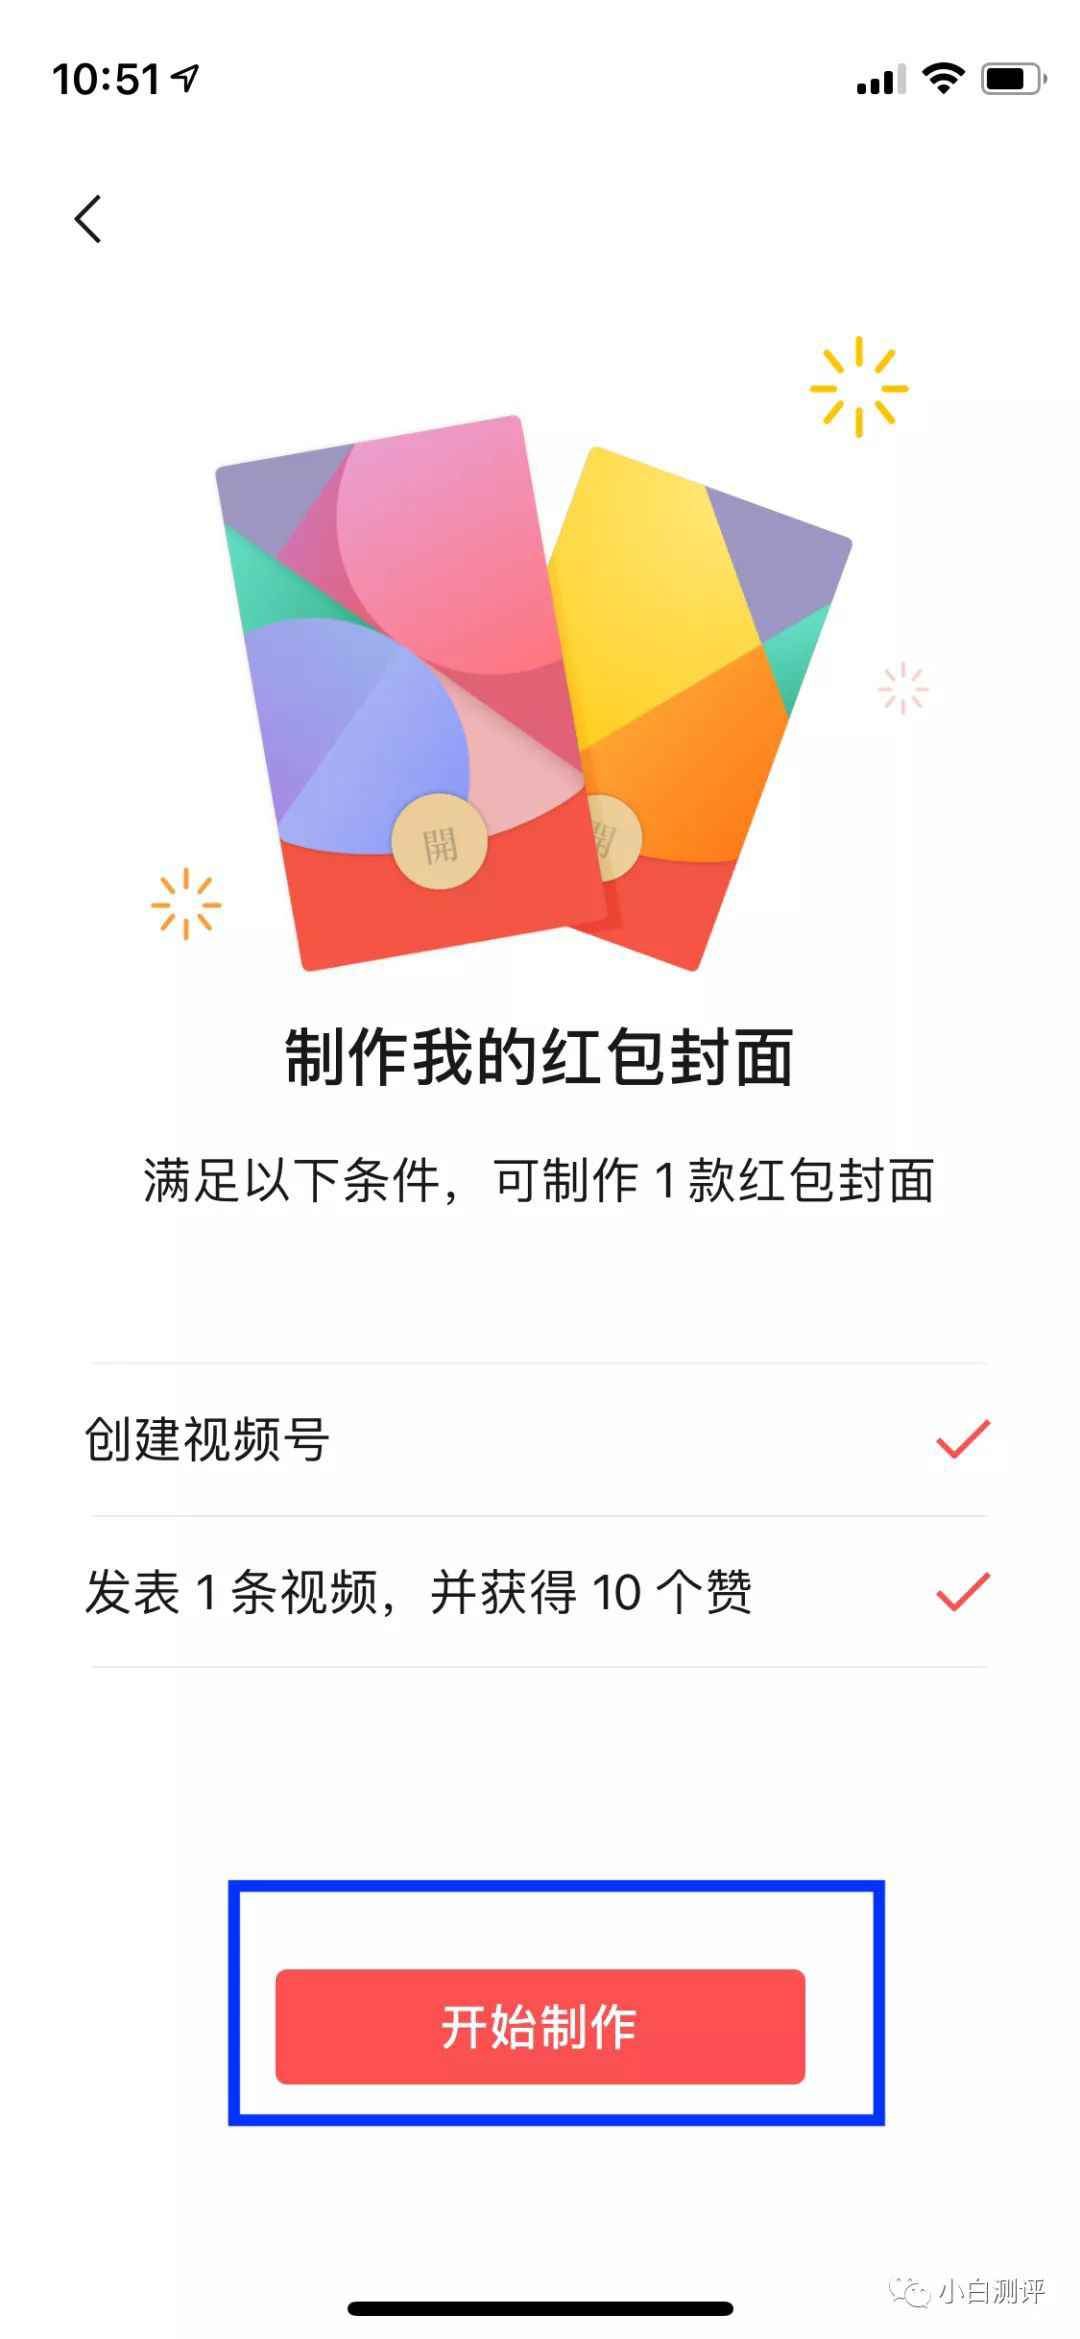 10:51
開 開
制作我的红包封面
满足以下条件，可制作 1 款红包封面
创建视频号
发表 1 条视频，并获得 10 个赞
开始制作
小白测评